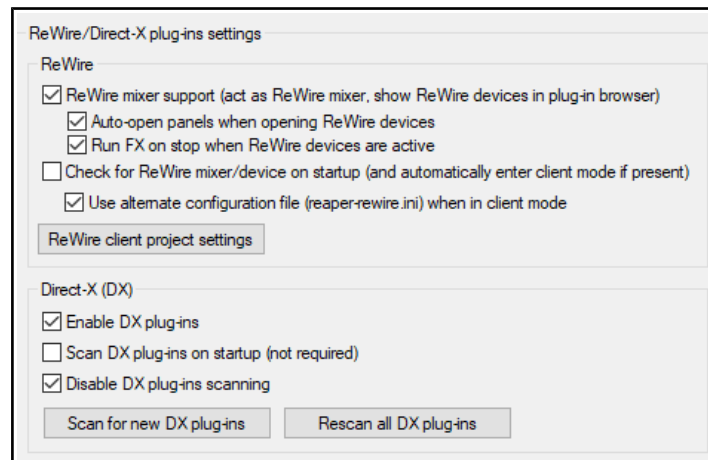 ReWire/Direct-X plug-ins settings
ReWire
ReWire mixer support (act as ReWire mixer, show ReWire devices in plug-in browser)
Auto-open panels when opening ReWire devices
Run FX on stop when ReWire devices are active
Check for ReWire mixer/device on startup (and automatically enter client mode if present)
Use alternate configuration file (reaper-rewire.ini) when in client mode
ReWire client project settings
Direct-X (DX)
Enable DX plug-ins
Scan DX plug-ins on startup (not required)
Disable DX plug-ins scanning
Scan for new DX plug-ins Rescan all DX plug-ins